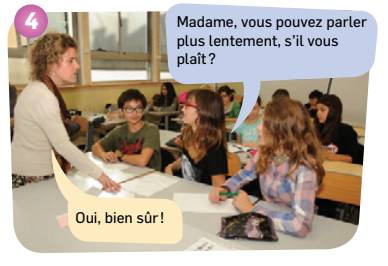 4
Madame, vous pouvez parler
plus lentement, s'il vous
plaît ?
Oui, bien sûr !